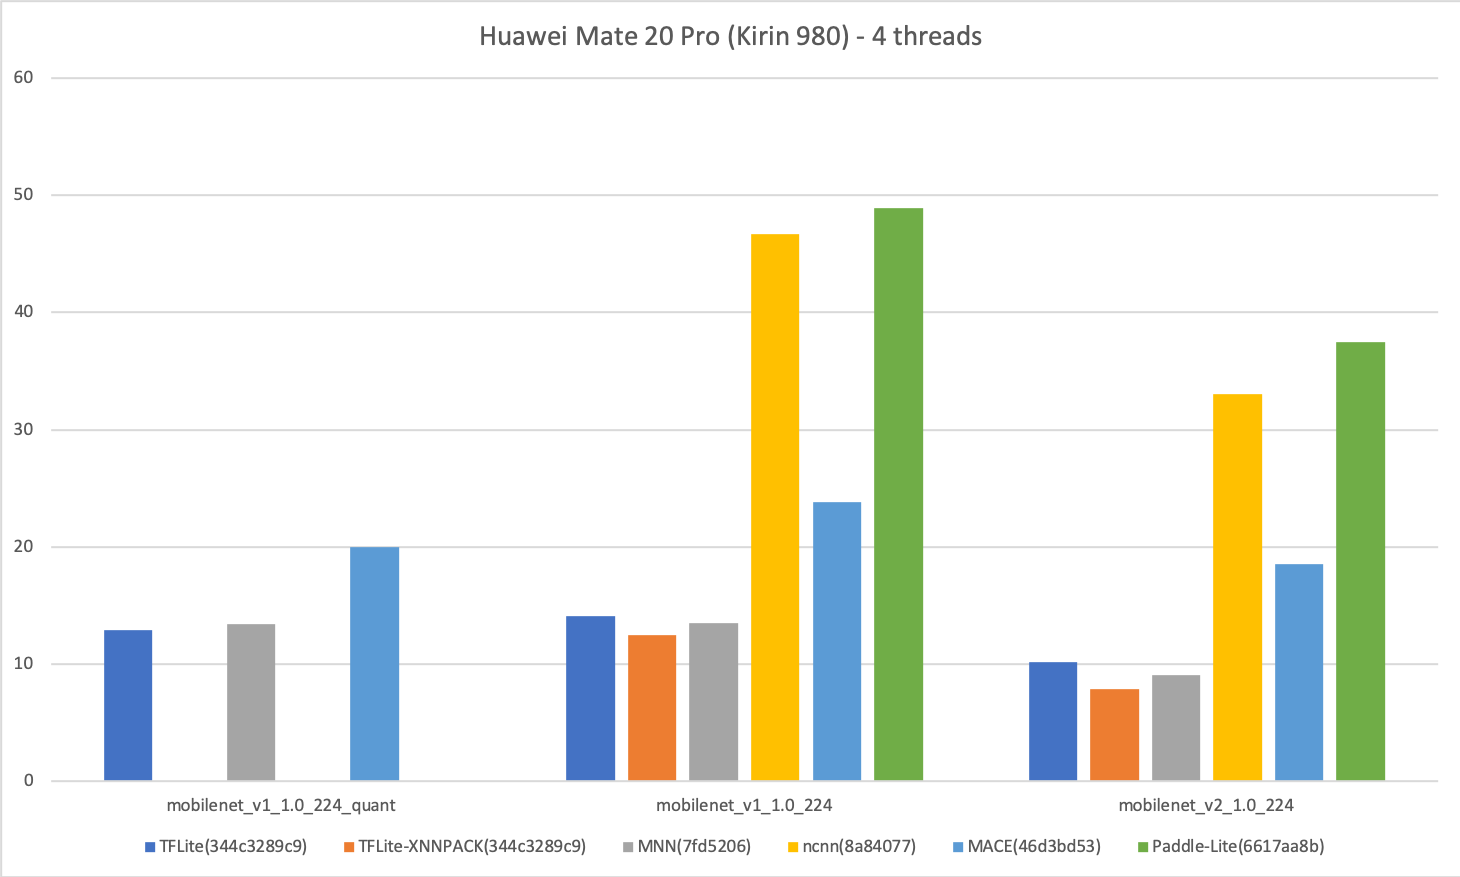 Huawei Mate 20 Pro (Kirin 980) - 4 threads
60
50
40
30
20
10
0
mobilenet_v1_1.0_224_quant mobilenet_v1_1.0_224 mobilenet_v2_1.0_224
TFLite(344c3289c9) TFLite-XNNPACK(344c3289c9) MNN(7fd5206) ncnn(8a84077) MACE(46d3bd53) Paddle-Lite(6617aa8b)